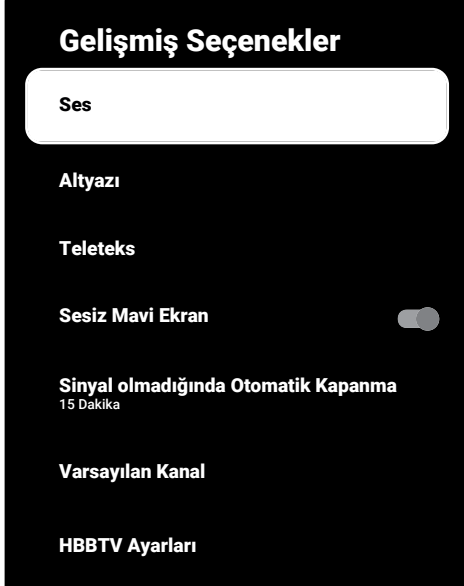 Gelişmiş Seçenekler
Ses
Altyazı
Teleteks
Sesiz Mavi Ekran
Sinyal olmadığında Otomatik Kapanma
15 Dakika
Varsayılan Kanal
HBBTV Ayarları